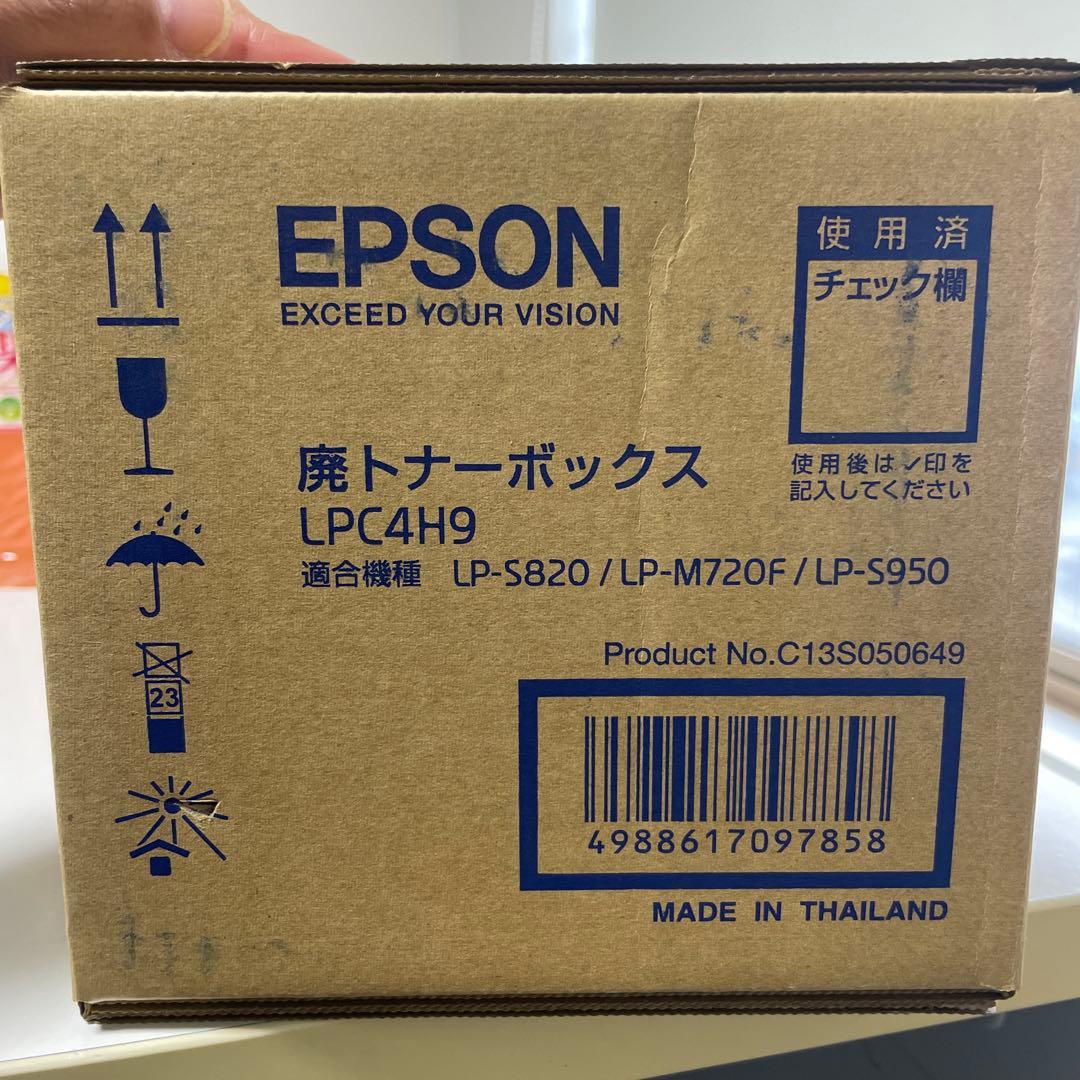 EPSON
EXCEED YOUR VISION
使用済
チェック欄
使用後は✓印を
記入してください
廃トナーボックス
LPC4H9
適合機種 LP-S820 / LP-M720F / LP-S950
23
Product No.C13S050649
4988617097858
MADE IN THAILAND